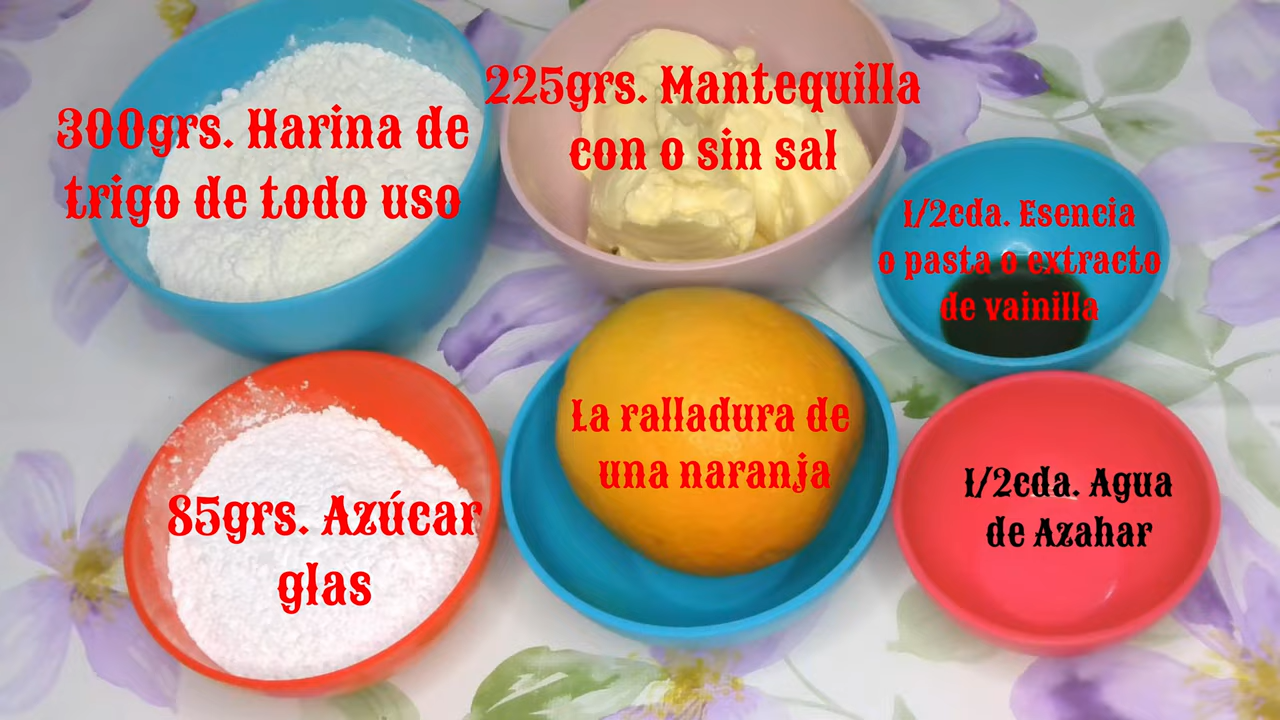 300grs. Harina de
trigo de todo uso
225grs. Mantequilla
con o sin sal
1/2cda. Esencia
o pasta o extracto
de vainilla
85grs. Azúcar
glas
La ralladura de
una naranja
1/2cda. Agua
de Azahar